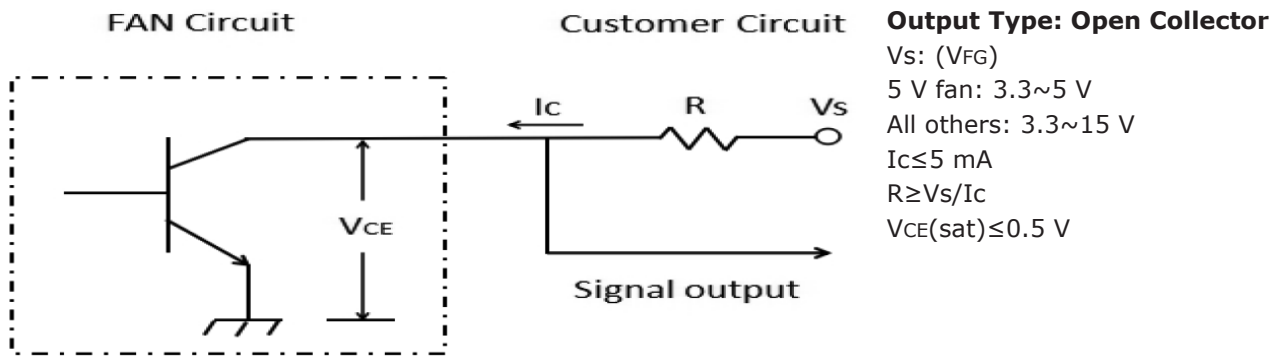 FAN Circuit
Customer Circuit
Ic
R
Vs
VCE
Signal output
Output Type: Open Collector
Vs: (VFG)
5 V fan: 3.3~5 V
All others: 3.3~15 V
Ic≤5 mA
R≥Vs/Ic
VCE(sat)≤0.5 V